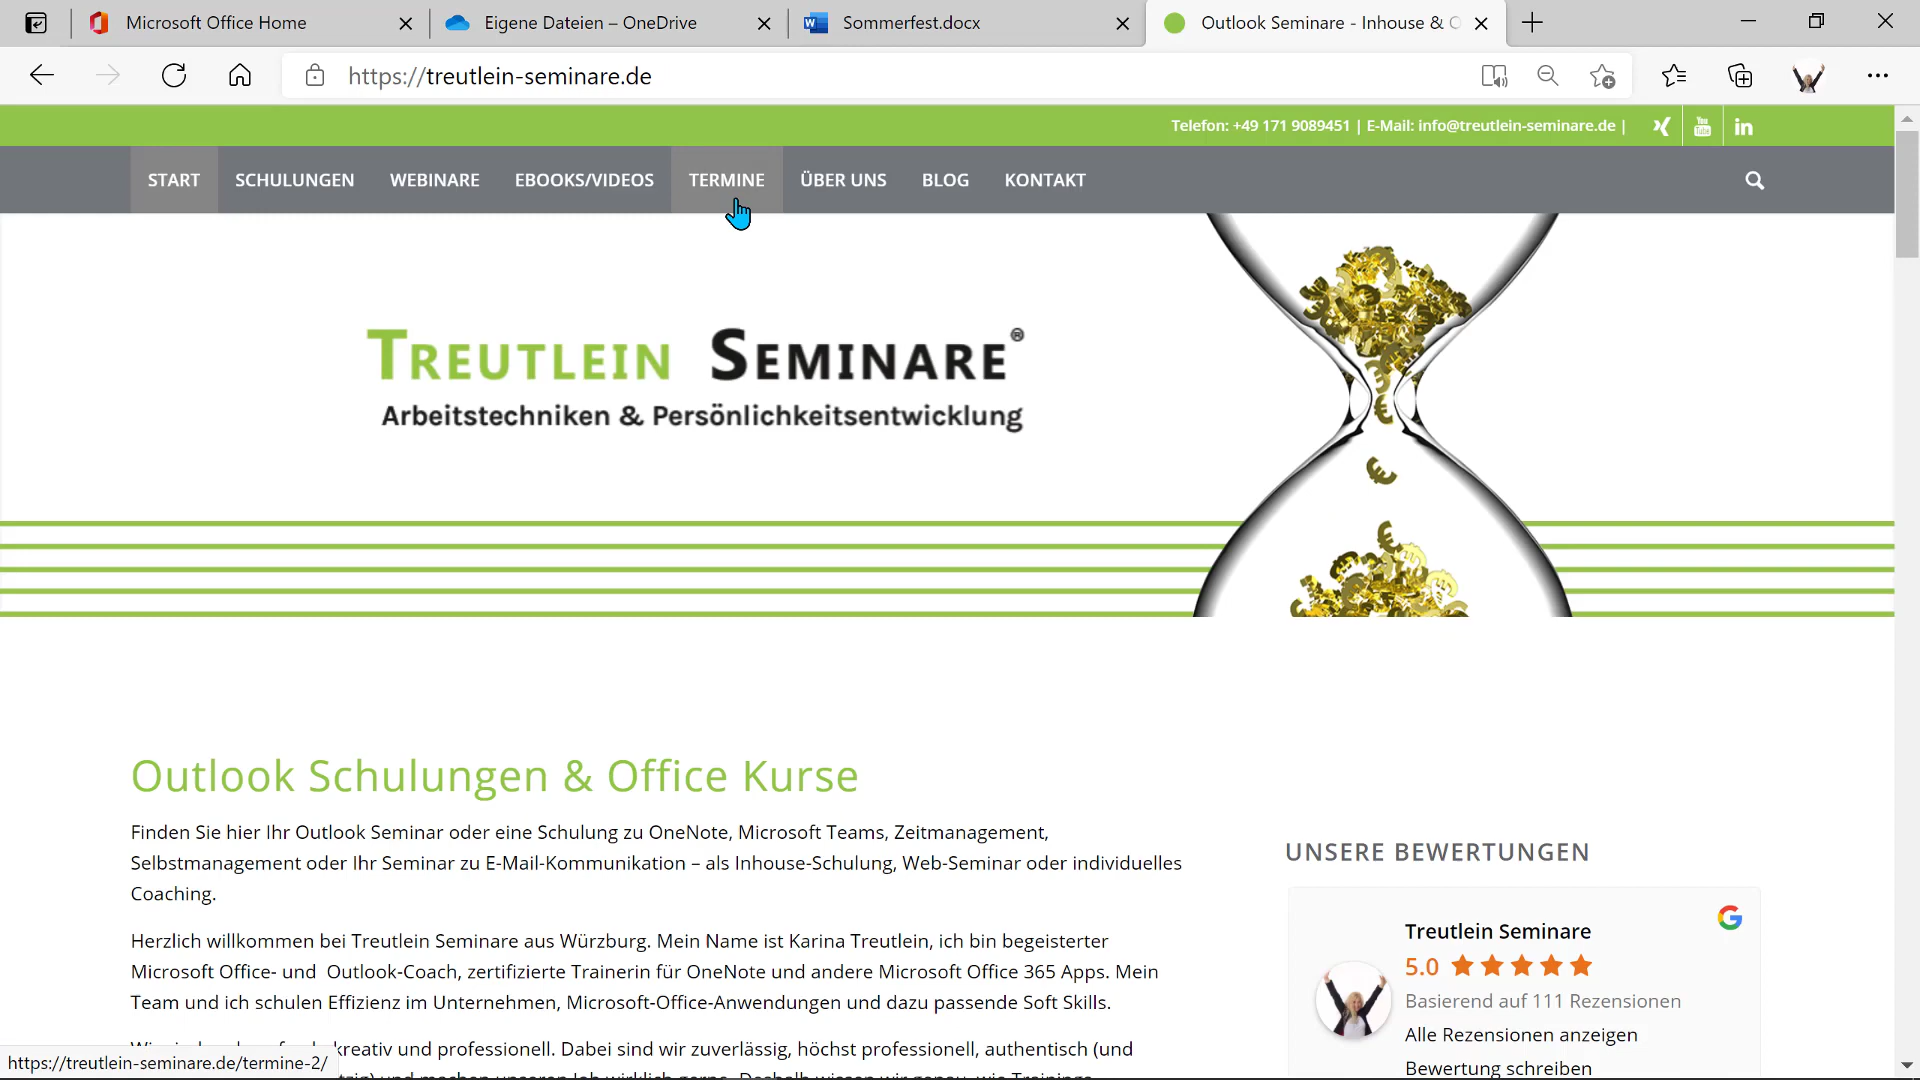 Microsoft Office Home
Eigene Dateien – OneDrive
Sommerfest.docx
Outlook Seminare - Inhouse &
https://treutlein-seminare.de
Telefon: +49 171 9089451 | E-Mail: info@treutlein-seminare.de |
START SCHULUNGEN WEBINARE EBOOKS/VIDEOS TERMINE ÜBER UNS BLOG KONTAKT
TREUTLEIN SEMINARE®
Arbeitstechniken & Persönlichkeitsentwicklung
Outlook Schulungen & Office Kurse
Finden Sie hier Ihr Outlook Seminar oder eine Schulung zu OneNote, Microsoft Teams, Zeitmanagement,
Selbstmanagement oder Ihr Seminar zu E-Mail-Kommunikation – als Inhouse-Schulung, Web-Seminar oder individuelles
Coaching.
Herzlich willkommen bei Treutlein Seminare aus Würzburg. Mein Name ist Karina Treutlein, ich bin begeisterter
Microsoft Office- und Outlook-Coach, zertifizierte Trainerin für OneNote und andere Microsoft Office 365 Apps. Mein
Team und ich schulen Effizienz im Unternehmen, Microsoft-Office-Anwendungen und dazu passende Soft Skills.
kreativ und professionell. Dabei sind wir zuverlässig, höchst professionell, authentisch (und
UNSERE BEWERTUNGEN
Treutlein Seminare
5.0
Basierend auf 111 Rezensionen
Alle Rezensionen anzeigen
Bewertung schreiben
https://treutlein-seminare.de/termine-2/